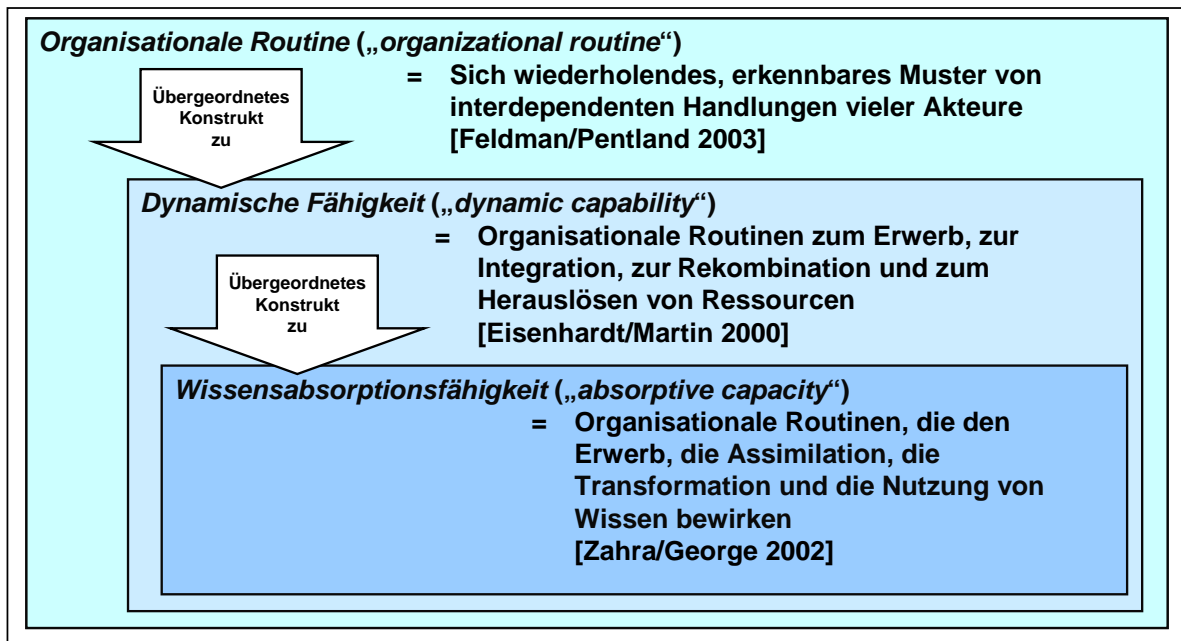 Organisationale Routine („organizational routine“)
= Sich wiederholendes, erkennbares Muster von
interdependenten Handlungen vieler Akteure
[Feldman/Pentland 2003]
Übergeordnetes
Konstrukt
zu
Dynamische Fähigkeit („dynamic capability“)
= Organisationale Routinen zum Erwerb, zur
Integration, zur Rekombination und zum
Herauslösen von Ressourcen
[Eisenhardt/Martin 2000]
Übergeordnetes
Konstrukt
zu
Wissensabsorptionsfähigkeit („absorptive capacity“)
= Organisationale Routinen, die den
Erwerb, die Assimilation, die
Transformation und die Nutzung von
Wissen bewirken
[Zahra/George 2002]